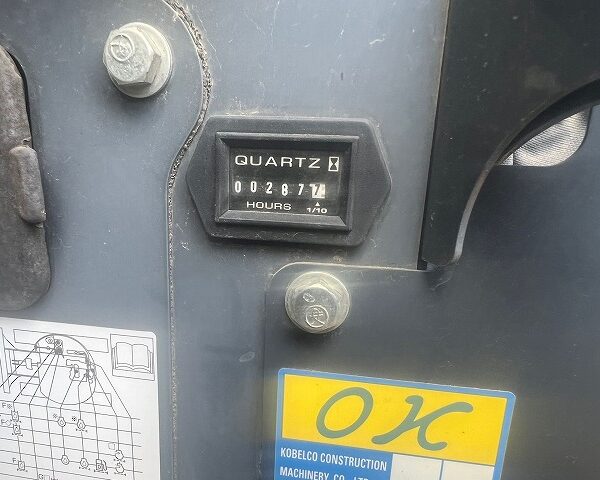 QUARTZ
002877
HOURS 1/10
OK
KOBELCO CONSTRUCTION
MACHINERY CO., LTD.